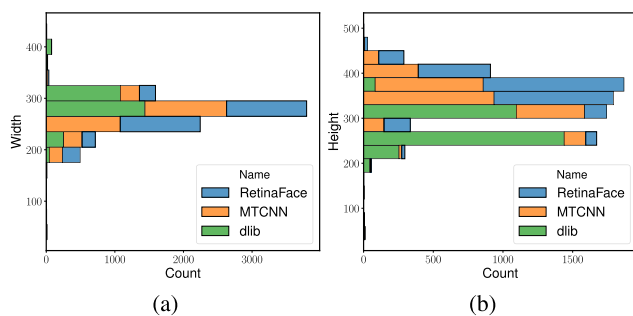 400
300
200
100
Width
0
1000
2000
3000
Count
Name
RetinaFace
MTCNN
dlib
(a)
500
400
300
200
100
Height
0
500
1000
1500
Count
Name
RetinaFace
MTCNN
dlib
(b)